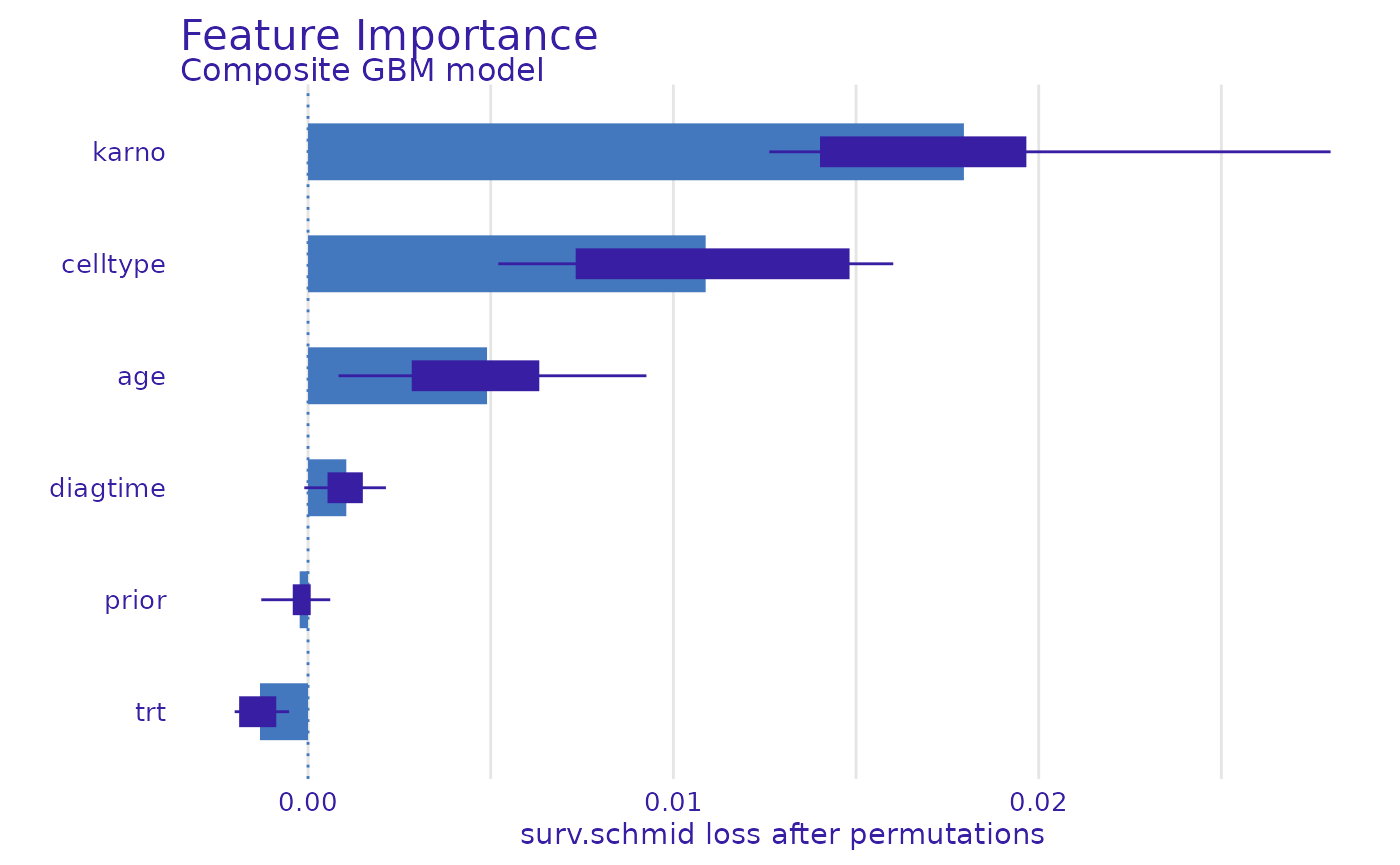 Feature Importance
Composite GBM model
karno
celltype
age
diagtime
prior
trt
0.00 0.01 0.02
surv.schmid loss after permutations